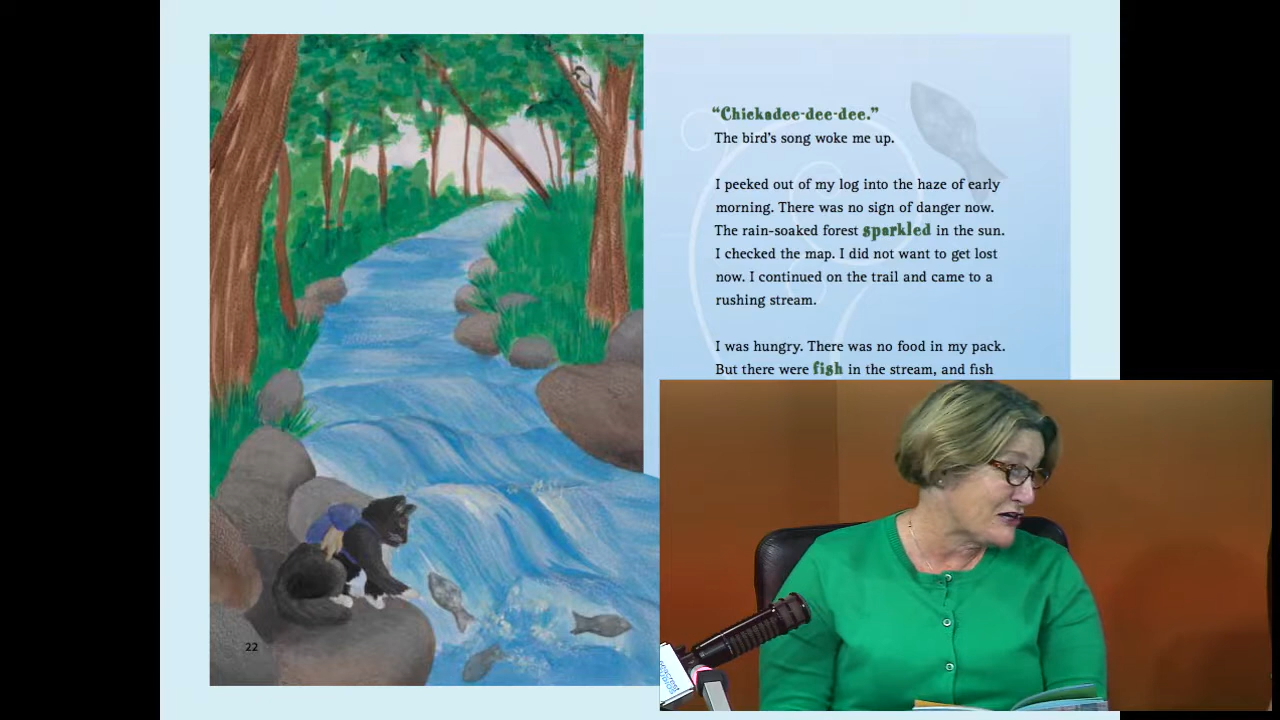 “Chickadee-dee-dee.”
The bird’s song woke me up.
I peeked out of my log into the haze of early
morning. There was no sign of danger now.
The rain-soaked forest sparkled in the sun.
I checked the map. I did not want to get lost
now. I continued on the trail and came to a
rushing stream.
I was hungry. There was no food in my pack.
But there were fish in the stream, and fish
22